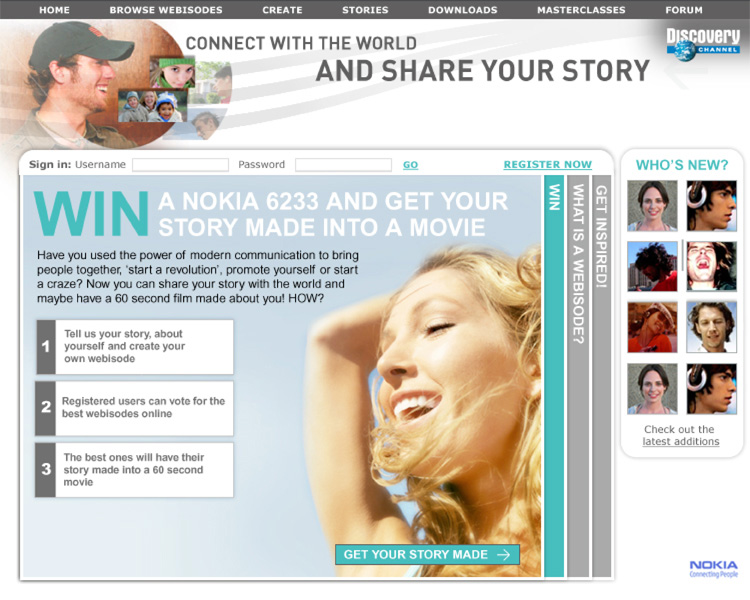 HOME BROWSE WEBISODES CREATE STORIES DOWNLOADS MASTERCLASSES FORUM
CONNECT WITH THE WORLD
AND SHARE YOUR STORY
Discovery
CHANNEL
Sign in: Username Password GO REGISTER NOW
WIN A NOKIA 6233 AND GET YOUR
STORY MADE INTO A MOVIE
Have you used the power of modern communication to bring
people together, ‘start a revolution’, promote yourself or start
a craze? Now you can share your story with the world and
maybe have a 60 second film made about you! HOW?
1
Tell us your story, about
yourself and create your
own webisode
2
Registered users can vote for the
best webisodes online
3
The best ones will have their
story made into a 60 second
movie
GET YOUR STORY MADE
WIN
WHAT IS A WEBISODE?
GET INSPIRED!
WHO'S NEW?
Check out the
latest additions
NOKIA
Connecting People